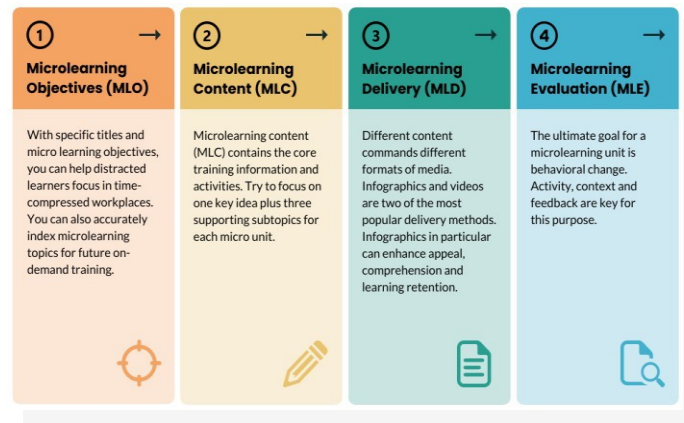 1
Microlearning
Objectives (MLO)
With specific titles and
micro learning objectives,
you can help distracted
learners focus in time-
compressed workplaces.
You can also accurately
index microlearning
topics for future on-
demand training.
2
Microlearning
Content (MLC)
Microlearning content
(MLC) contains the core
training information and
activities. Try to focus on
one key idea plus three
supporting subtopics for
each micro unit.
3
Microlearning
Delivery (MLD)
Different content
commands different
formats of media.
Infographics and videos
are two of the most
popular delivery methods.
Infographics in particular
can enhance appeal,
comprehension and
learning retention.
4
Microlearning
Evaluation (MLE)
The ultimate goal for a
microlearning unit is
behavioral change.
Activity, context and
feedback are key for
this purpose.